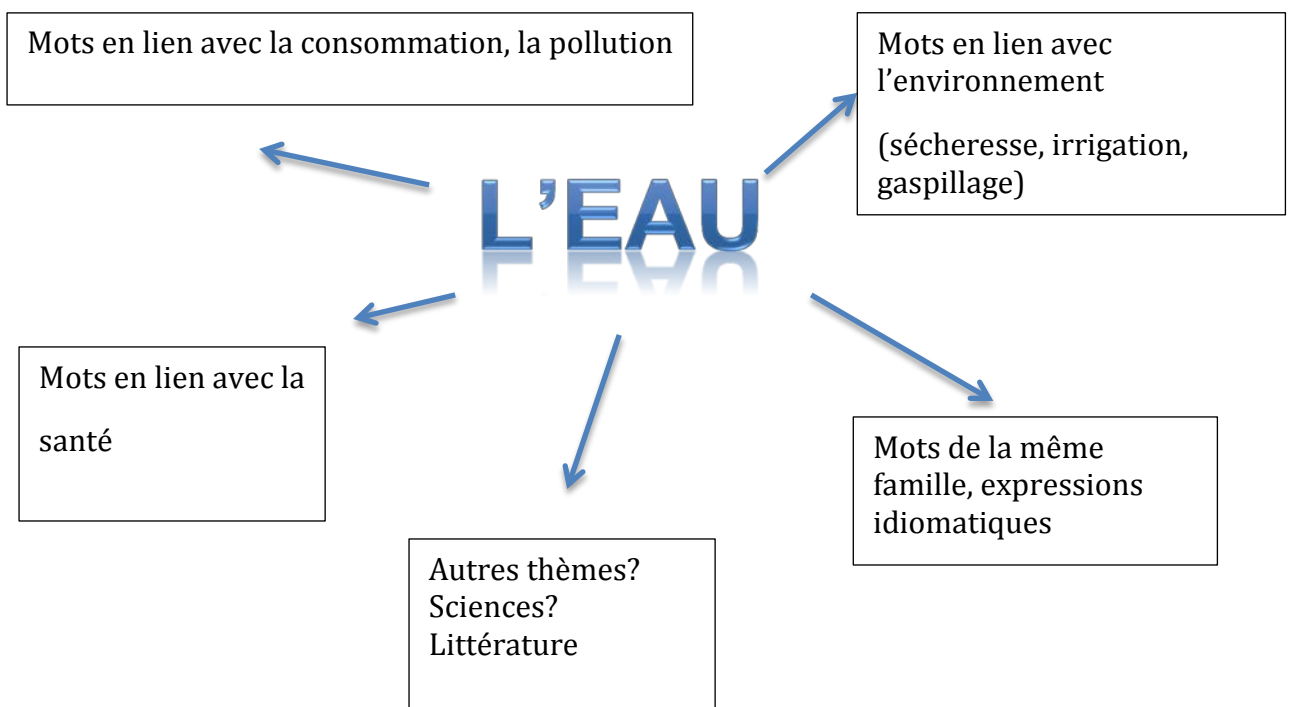 Mots en lien avec la consommation, la pollution
Mots en lien avec
l’environnement
(sécheresse, irrigation,
gaspillage)
L’EAU
Mots en lien avec la
santé
Mots de la même
famille, expressions
idiomatiques
Autres thèmes?
Sciences?
Littérature